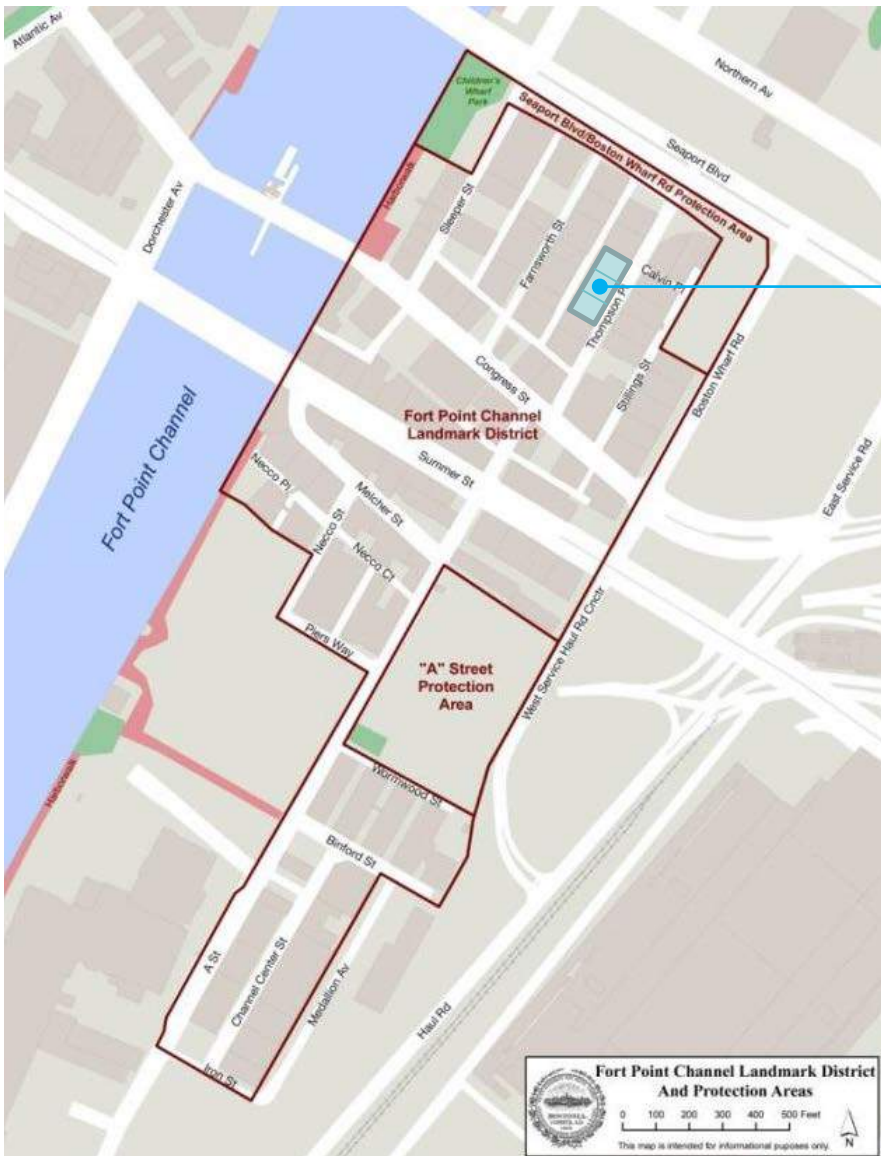 Atlantic Av
Northern Av
Children's
Wharf
Park
Seaport Blvd/Boston Wharf Rd Protection Area
Seaport Blvd
Dorchester Av
Harborwalk
Sleeper St
Farnsworth St
Calvin Pl
Thompson P
Stillings St
Boston Wharf Rd
Congress St
Fort Point Channel
Landmark District
Fort Point Channel
Summer St
East Service Rd
Necco Pl
Melcher St
Necco St
Necco Ct
Piers Way
West Service Haul Rd Cnctr
"A" Street
Protection
Area
Harborwalk
Wormwood St
Binford St
A St
Channel Center St
Medallion Av
Haul Rd
Iron St
Fort Point Channel Landmark District
And Protection Areas
0 100 200 300 400 500 Feet
This map is intended for informational puposes only.
N